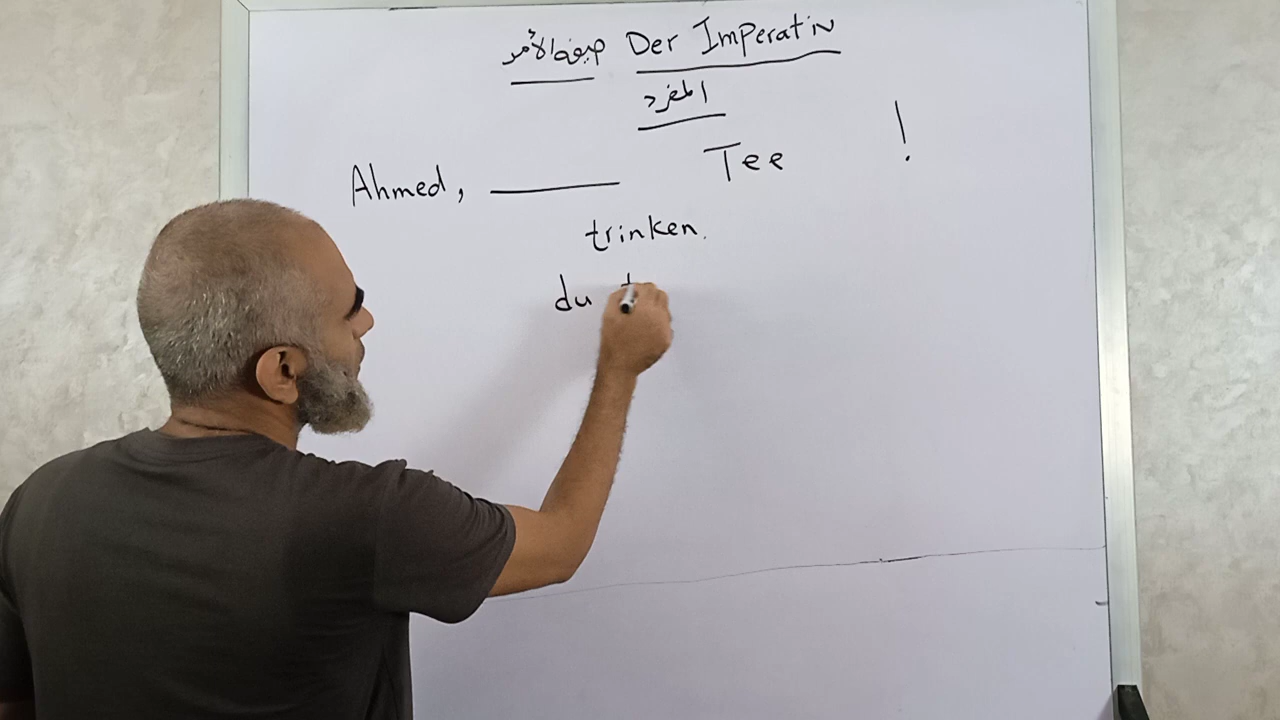 صيغة الأمر Der Imperativ
المفرد
Ahmed, ______ Tee !
trinken.
du t